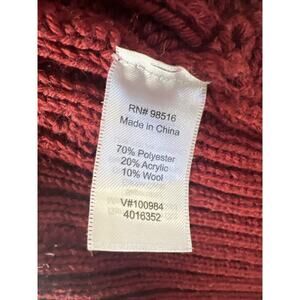 RN# 98516
Made in China
70% Polyester
20% Acrylic
10% Wool
V#100984
4016352